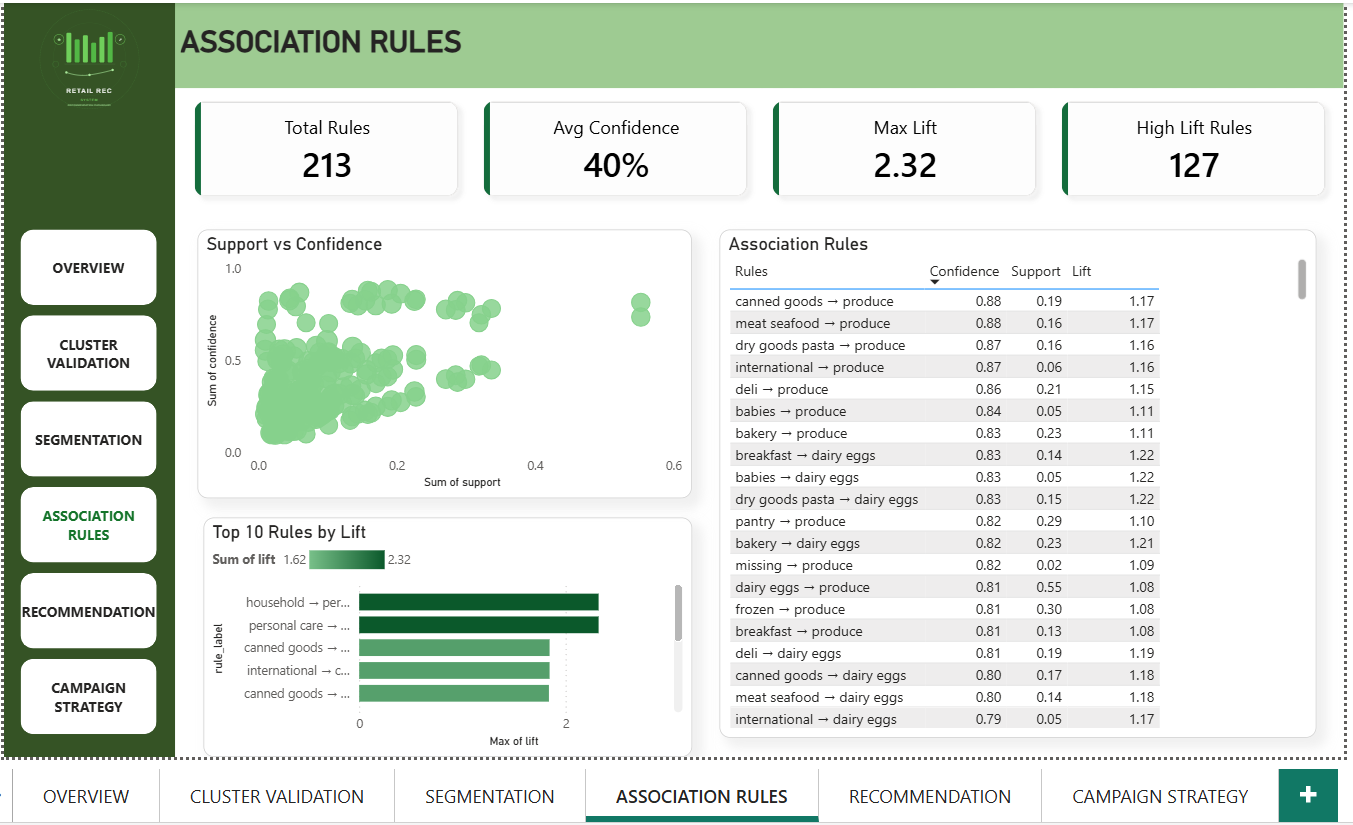 RETAIL REC
SYSTEM
ASSOCIATION RULES
Total Rules
213
Avg Confidence
40%
Max Lift
2.32
High Lift Rules
127
OVERVIEW
CLUSTER
VALIDATION
SEGMENTATION
ASSOCIATION
RULES
RECOMMENDATION
CAMPAIGN
STRATEGY
Support vs Confidence
1.0
0.5
0.0
Sum of confidence
0.0 0.2 0.4 0.6
Sum of support
Top 10 Rules by Lift
Sum of lift 1.62 2.32
rule_label
household → per...
personal care → ...
canned goods → ...
international → c...
canned goods → ...
0 2
Max of lift
Association Rules
Rules Confidence Support Lift
canned goods → produce 0.88 0.19 1.17
meat seafood → produce 0.88 0.16 1.17
dry goods pasta → produce 0.87 0.16 1.16
international → produce 0.87 0.06 1.16
deli → produce 0.86 0.21 1.15
babies → produce 0.84 0.05 1.11
bakery → produce 0.83 0.23 1.11
breakfast → dairy eggs 0.83 0.14 1.22
babies → dairy eggs 0.83 0.05 1.22
dry goods pasta → dairy eggs 0.83 0.15 1.22
pantry → produce 0.82 0.29 1.10
bakery → dairy eggs 0.82 0.23 1.21
missing → produce 0.82 0.02 1.09
dairy eggs → produce 0.81 0.55 1.08
frozen → produce 0.81 0.30 1.08
breakfast → produce 0.81 0.13 1.08
deli → dairy eggs 0.81 0.19 1.19
canned goods → dairy eggs 0.80 0.17 1.18
meat seafood → dairy eggs 0.80 0.14 1.18
international → dairy eggs 0.79 0.05 1.17
OVERVIEW CLUSTER VALIDATION SEGMENTATION ASSOCIATION RULES RECOMMENDATION CAMPAIGN STRATEGY +